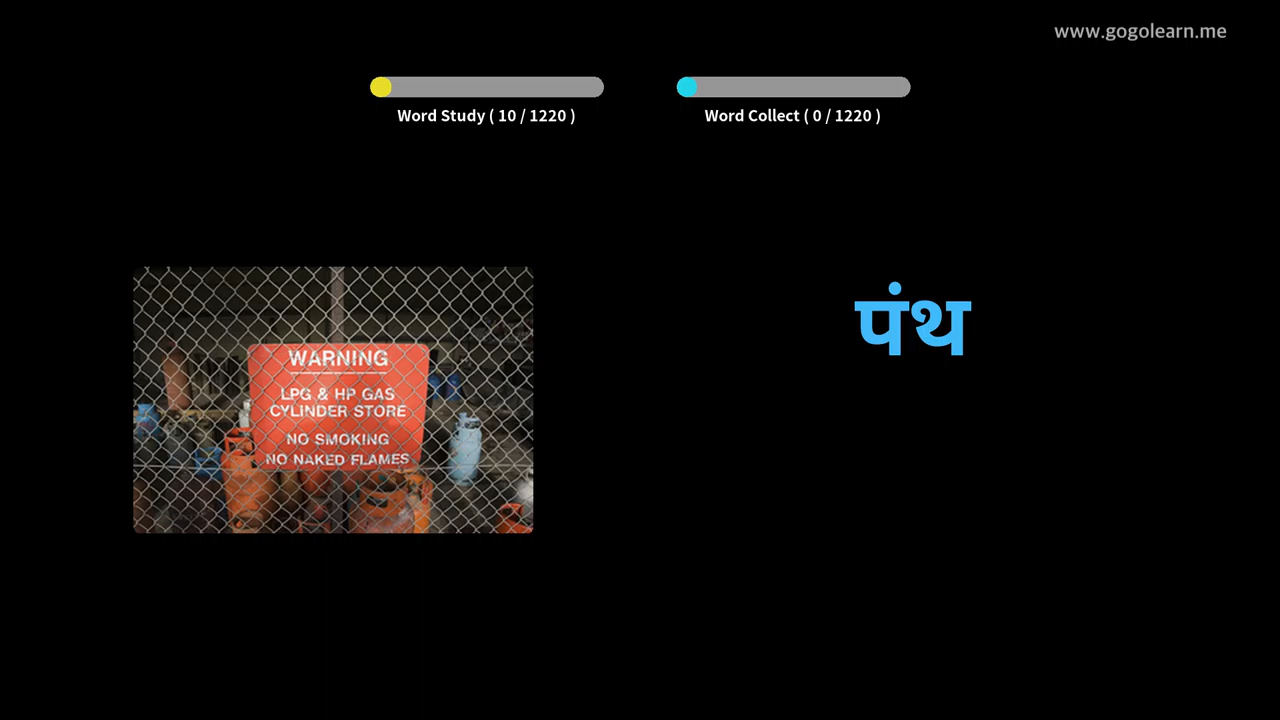 www.gogolearn.me
Word Study ( 10 / 1220 )
Word Collect ( 0 / 1220 )
पंथ
WARNING
LPG & HP GAS
CYLINDER STORE
NO SMOKING
NO NAKED FLAMES